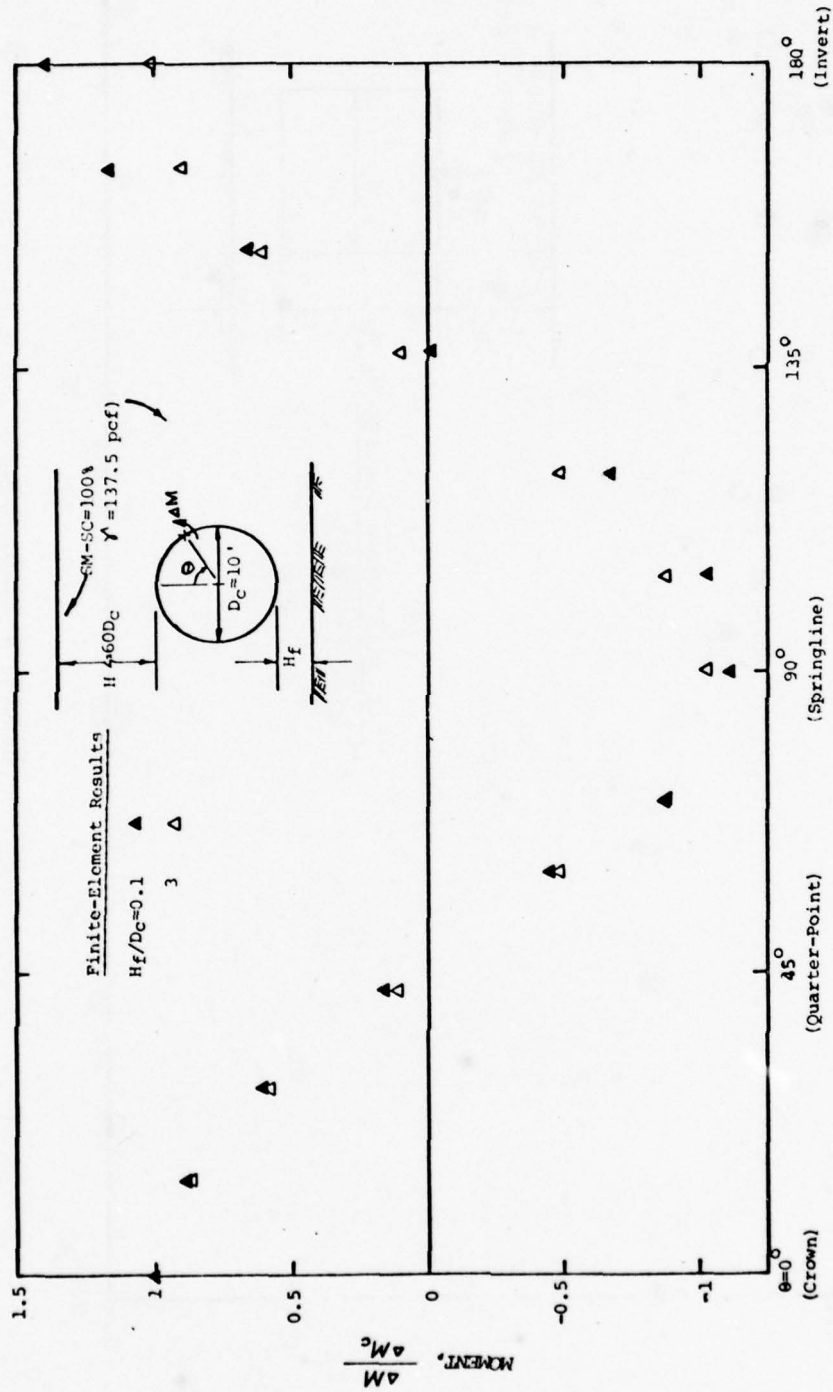 MOMENT, ΔM / ΔMc
1.5
1.0
0.5
0
-0.5
-1
θ=0°
(Crown)
45°
(Quarter-Point)
90°
(Springline)
135°
180°
(Invert)
Finite-Element Results
Hf/Dc=0.1 ▲
3 △
SM-SC=100%
γ=137.5 pcf)
60Dc
θ
ΔM
Dc=10'
Hf